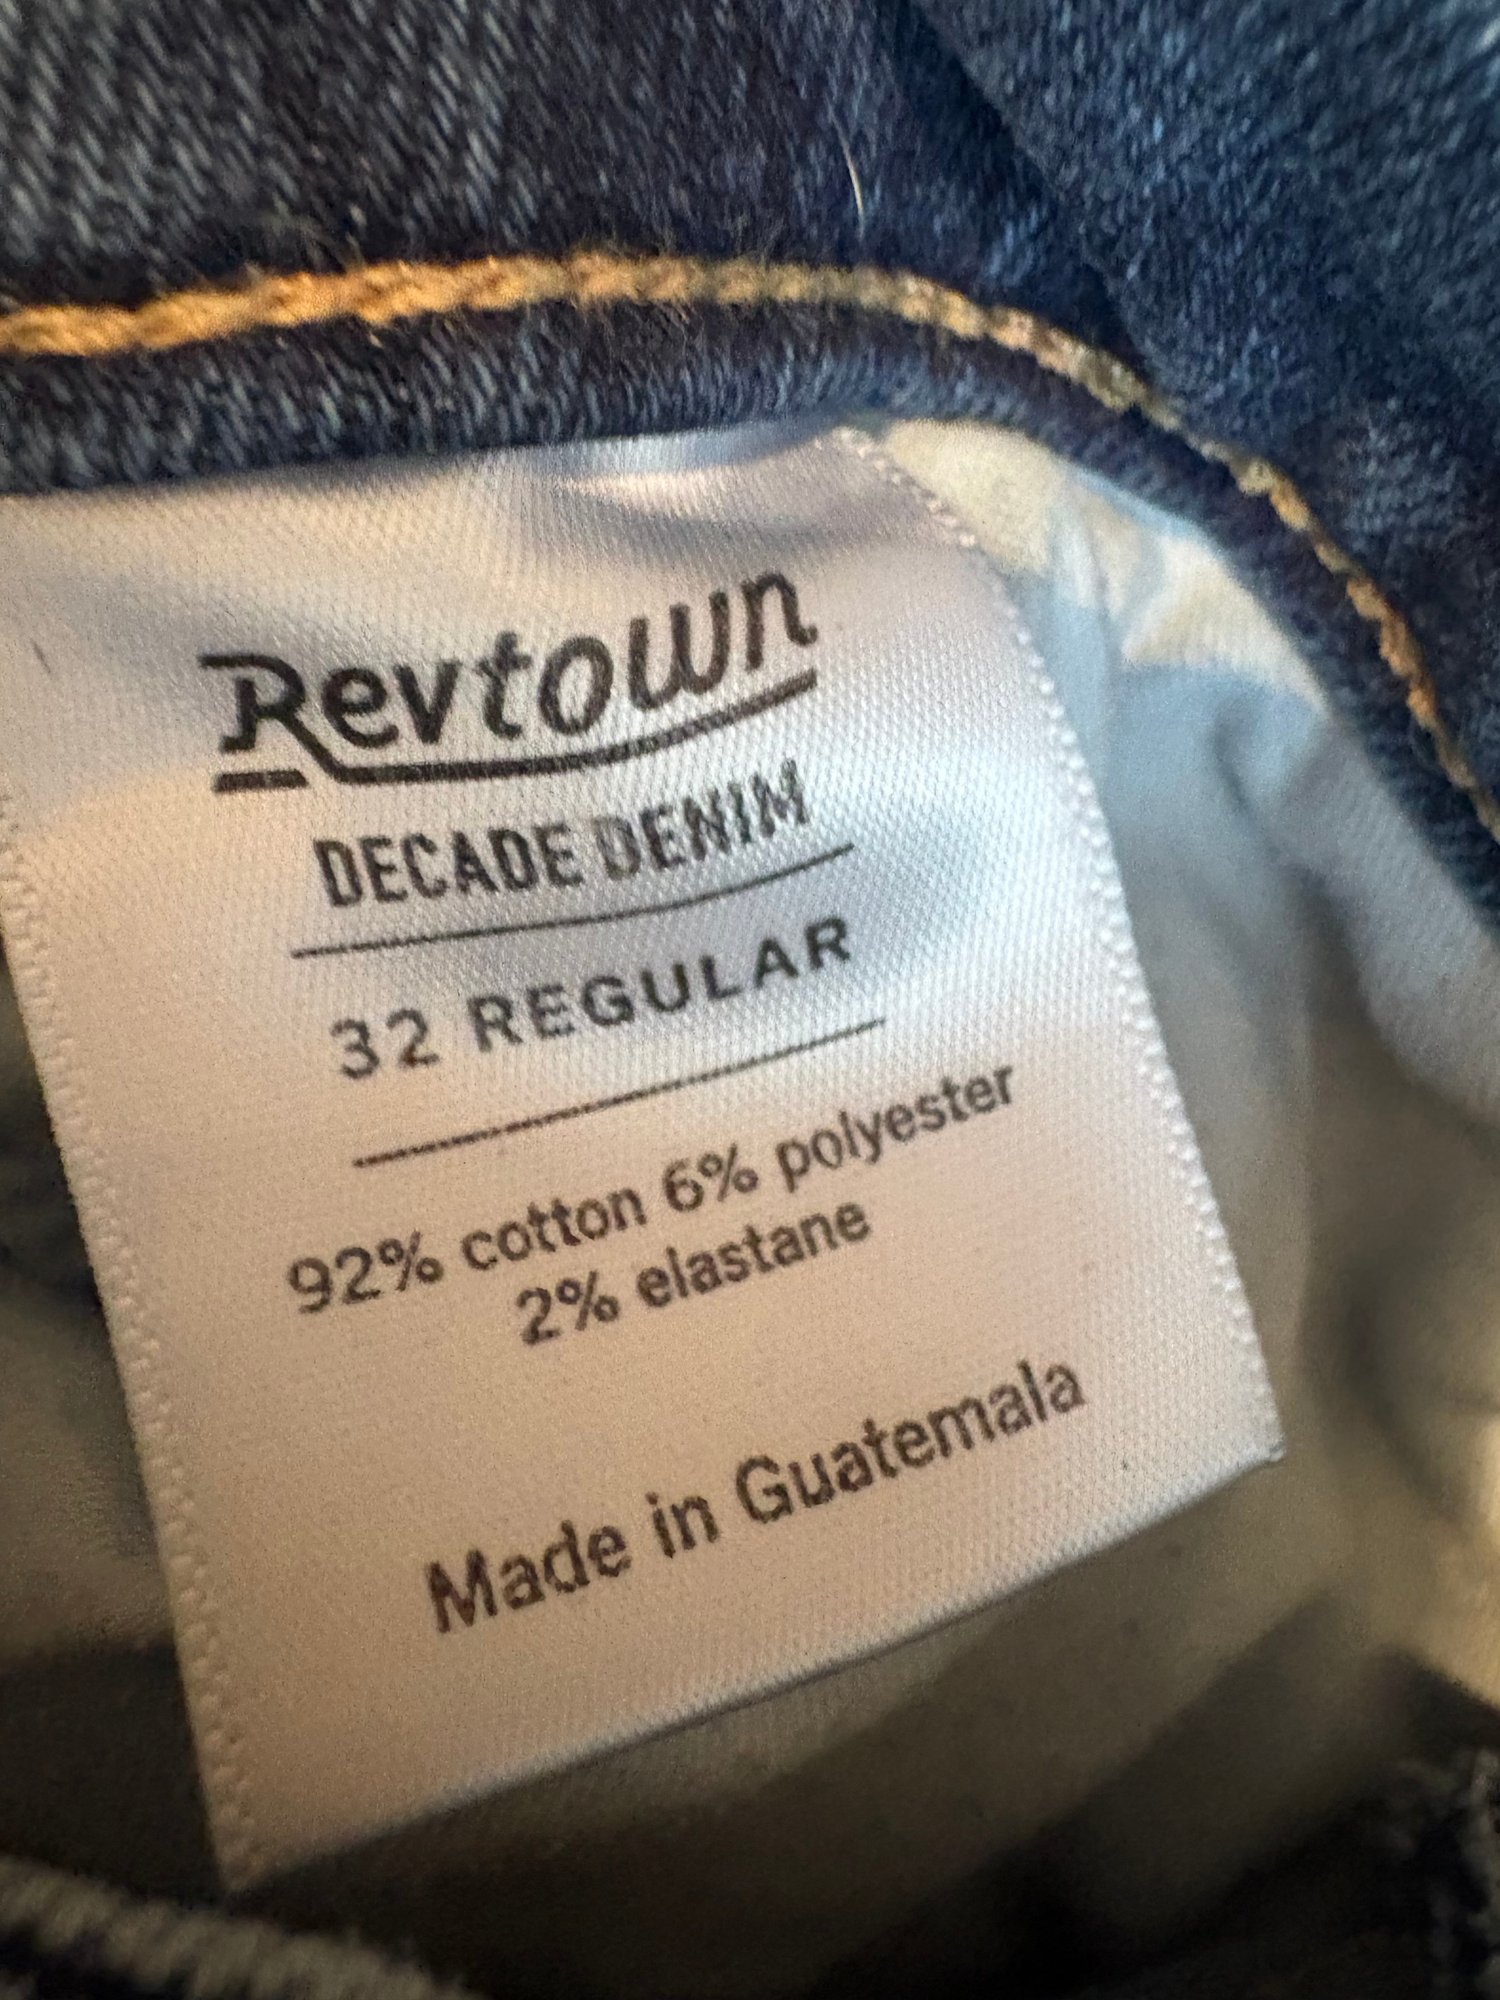 Revtown
DECADE DENIM
32 REGULAR
92% cotton 6% polyester
2% elastane
Made in Guatemala